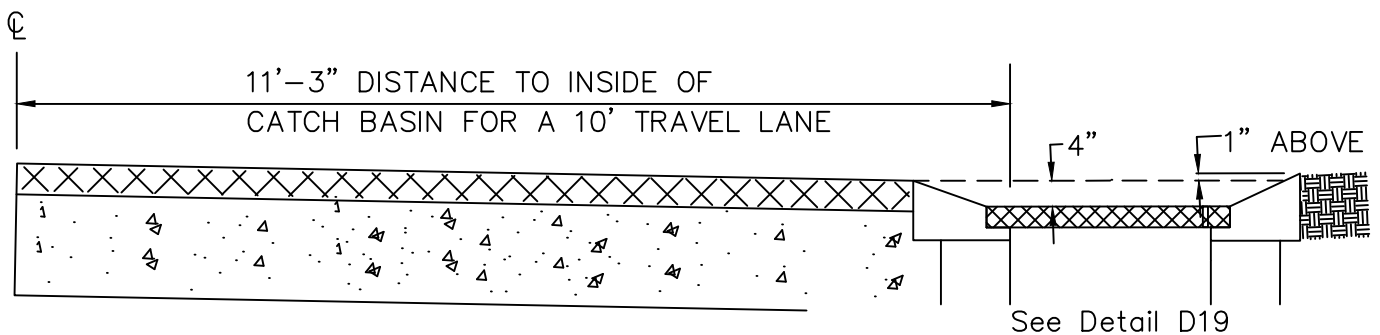 ℄
11'-3" DISTANCE TO INSIDE OF
CATCH BASIN FOR A 10' TRAVEL LANE
4"
1" ABOVE
See Detail D19